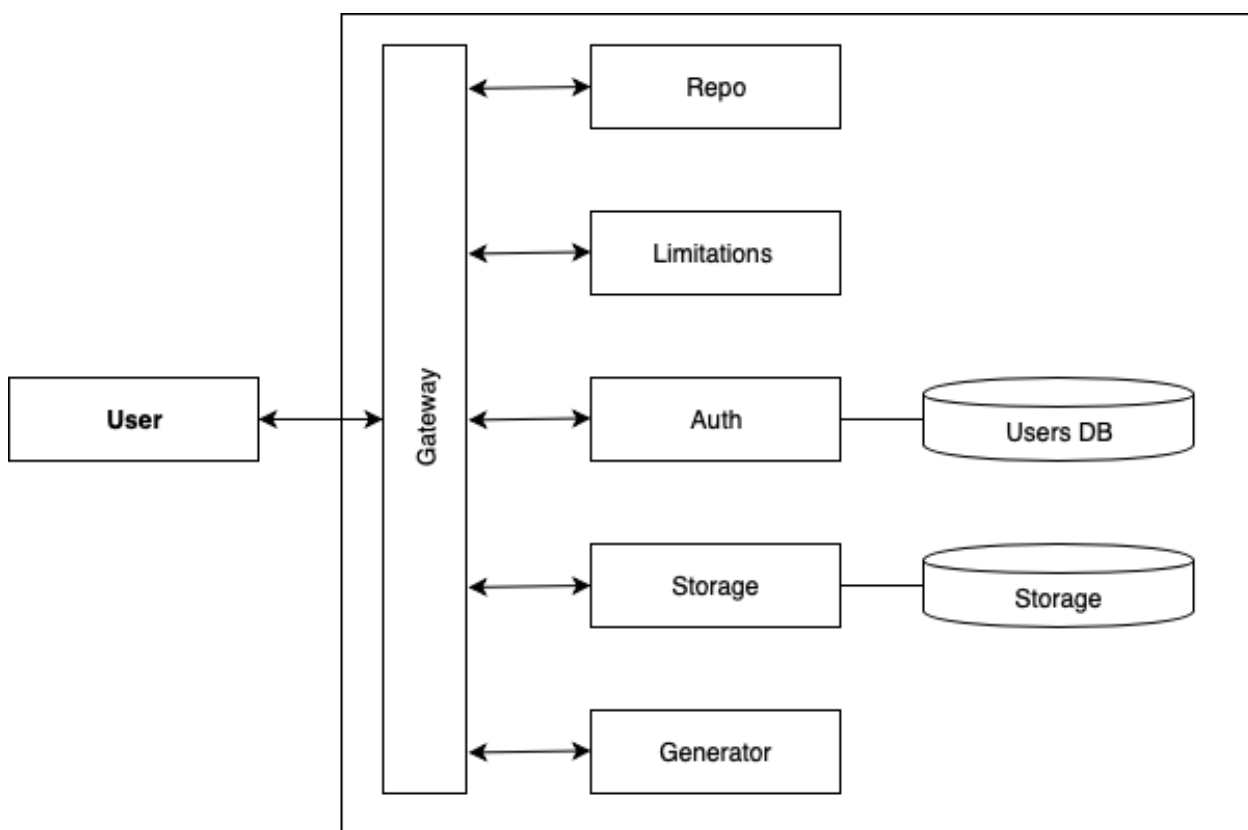 Repo
Limitations
User
Gateway
Auth
Users DB
Storage
Storage
Generator